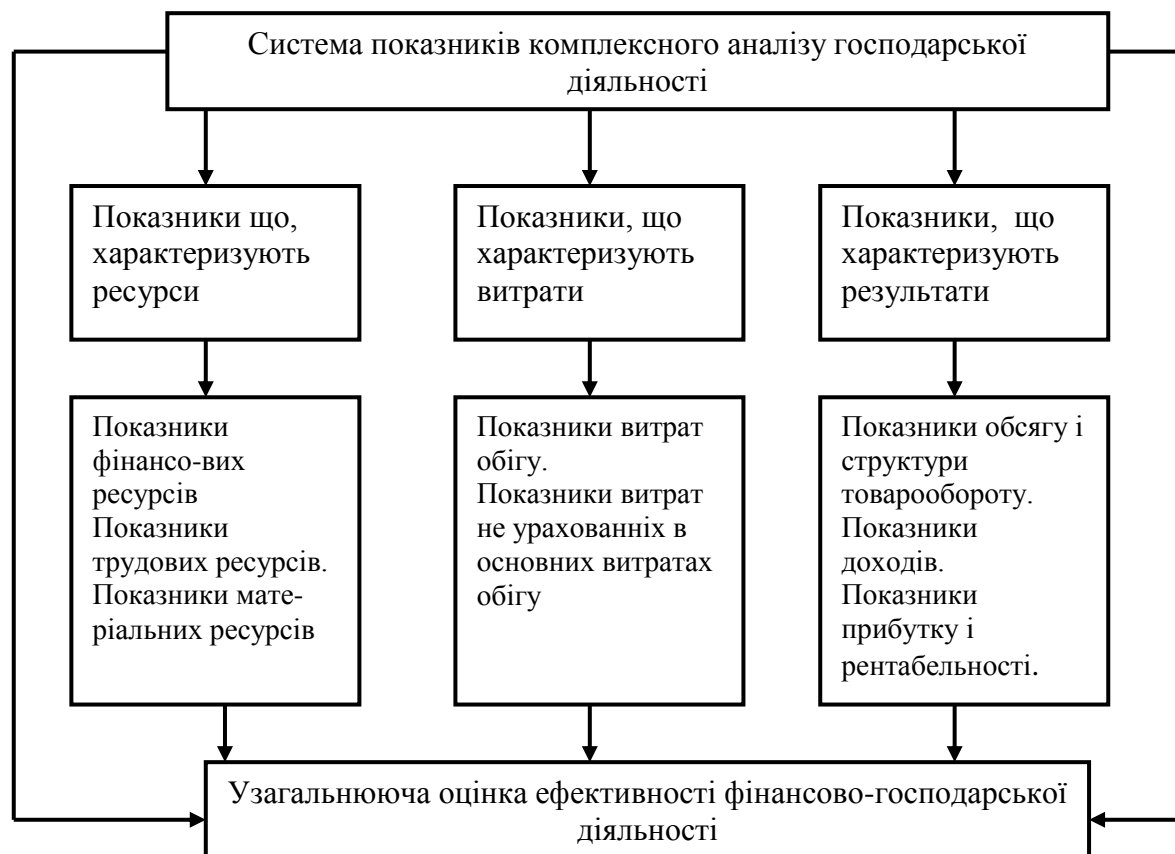 Система показників комплексного аналізу господарської
діяльності
Показники що,
характеризують
ресурси
Показники, що
характеризують
витрати
Показники, що
характеризують
результати
Показники
фінансо-вих
ресурсів
Показники
трудових ресурсів.
Показники мате-
ріальних ресурсів
Показники витрат
обігу.
Показники витрат
не урахованніх в
основних витратах
обігу
Показники обсягу і
структури
товарообороту.
Показники
доходів.
Показники
прибутку і
рентабельності.
Узагальнююча оцінка ефективності фінансово-господарської
діяльності